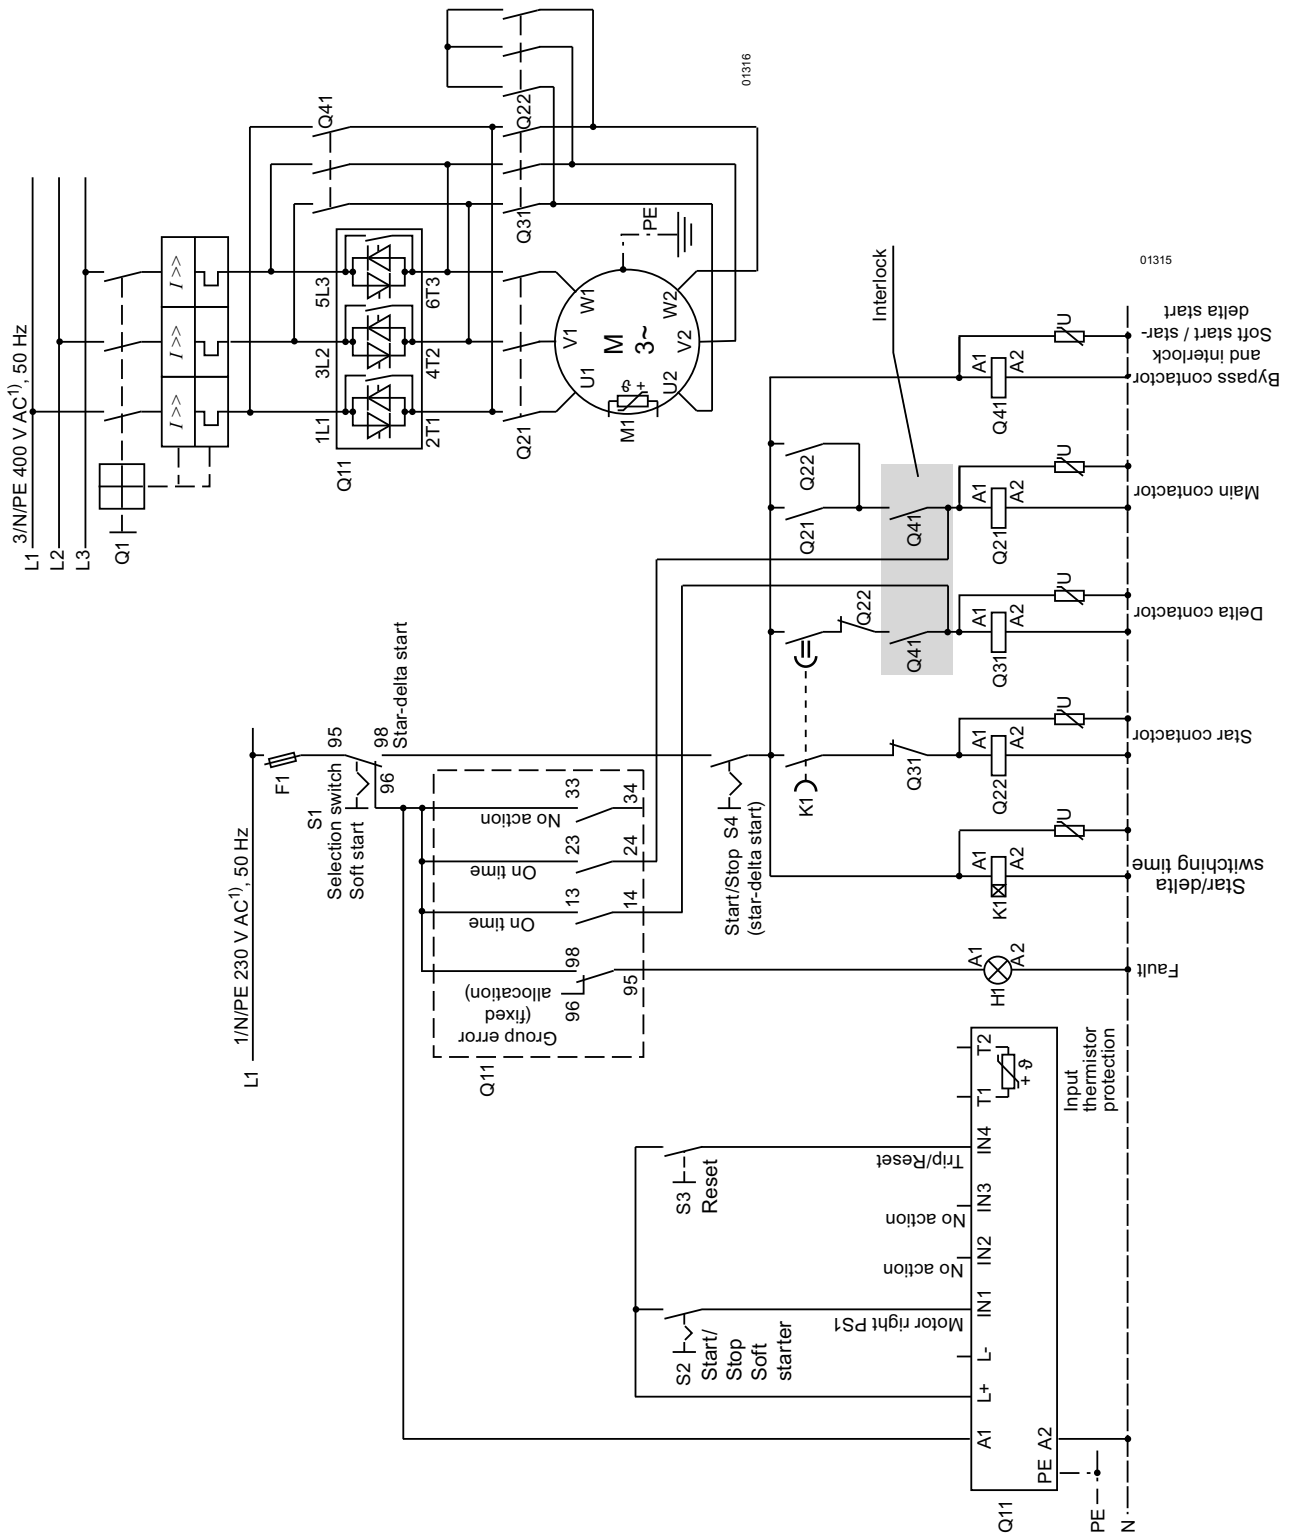 3/N/PE 400 V AC1), 50 Hz
L1
L2
L3
Q1
I >>
I >>
I >>
Q41
Q22
01316
5L3
3L2
1L1
6T3
4T2
2T1
Q11
Q31
Q21
PE
W1
V1
U1
M
3~
W2
V2
U2
M1
+ ϑ
1/N/PE 230 V AC1), 50 Hz
L1
F1
S1
Selection switch
Soft start
95
98
96
Star-delta start
Q11
No action
33
34
On time
23
24
On time
13
14
Group error
(fixed
allocation)
98
96
95
Start/Stop S4
(star-delta start)
K1
Q22
Q21
Q22
Q41
Q41
Q31
Interlock
01315
Q41
A1
A2
U
Bypass contactor
and interlock
Soft start / star-
delta start
Q21
A1
A2
U
Main contactor
Q31
A1
A2
U
Delta contactor
Q22
A1
A2
U
Star contactor
K1
A1
A2
U
Star/delta
switching time
H1
A1
A2
Fault
S3
Reset
Trip/Reset
No action
No action
Motor right PS1
S2
Start/
Stop
Soft
starter
T2
T1
+ ϑ
IN4
IN3
IN2
IN1
L-
L+
A1
PE A2
Input
thermistor
protection
Q11
PE
N